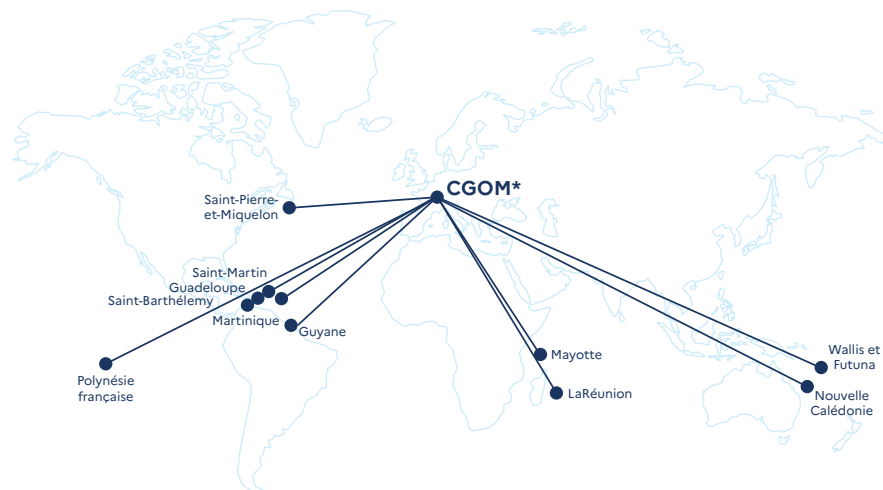 CGOM*
Saint-Pierre-
et-Miquelon
Saint-Martin
Guadeloupe
Saint-Barthélemy
Martinique
Guyane
Polynésie
française
Mayotte
LaRéunion
Wallis et
Futuna
Nouvelle
Calédonie